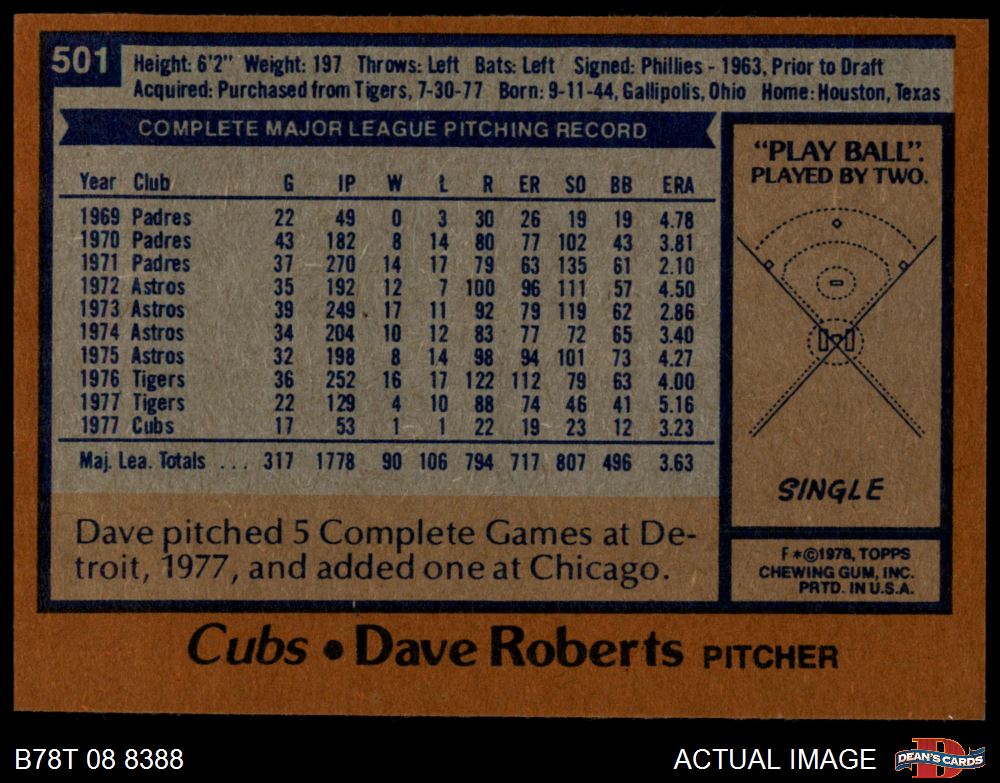 501
Height: 6'2" Weight: 197 Throws: Left Bats: Left Signed: Phillies - 1963, Prior to Draft
Acquired: Purchased from Tigers, 7-30-77 Born: 9-11-44, Gallipolis, Ohio Home: Houston, Texas
COMPLETE MAJOR LEAGUE PITCHING RECORD
Year Club G IP W L R ER SO BB ERA
1969 Padres 22 49 0 3 30 26 19 19 4.78
1970 Padres 43 182 8 14 80 77 102 43 3.81
1971 Padres 37 270 14 17 79 63 135 61 2.10
1972 Astros 35 192 12 7 100 96 111 57 4.50
1973 Astros 39 249 17 11 92 79 119 62 2.86
1974 Astros 34 204 10 12 83 77 72 65 3.40
1975 Astros 32 198 8 14 98 94 101 73 4.27
1976 Tigers 36 252 16 17 122 112 79 63 4.00
1977 Tigers 22 129 4 10 88 74 46 41 5.16
1977 Cubs 17 53 1 1 22 19 23 12 3.23
Maj. Lea. Totals ... 317 1778 90 106 794 717 807 496 3.63
Dave pitched 5 Complete Games at De-
troit, 1977, and added one at Chicago.
"PLAY BALL".
PLAYED BY TWO.
SINGLE
F*©1978, TOPPS
CHEWING GUM, INC.
PRTD. IN U.S.A.
Cubs • Dave Roberts PITCHER
B78T 08 8388
ACTUAL IMAGE
D
DEAN'S CARDS